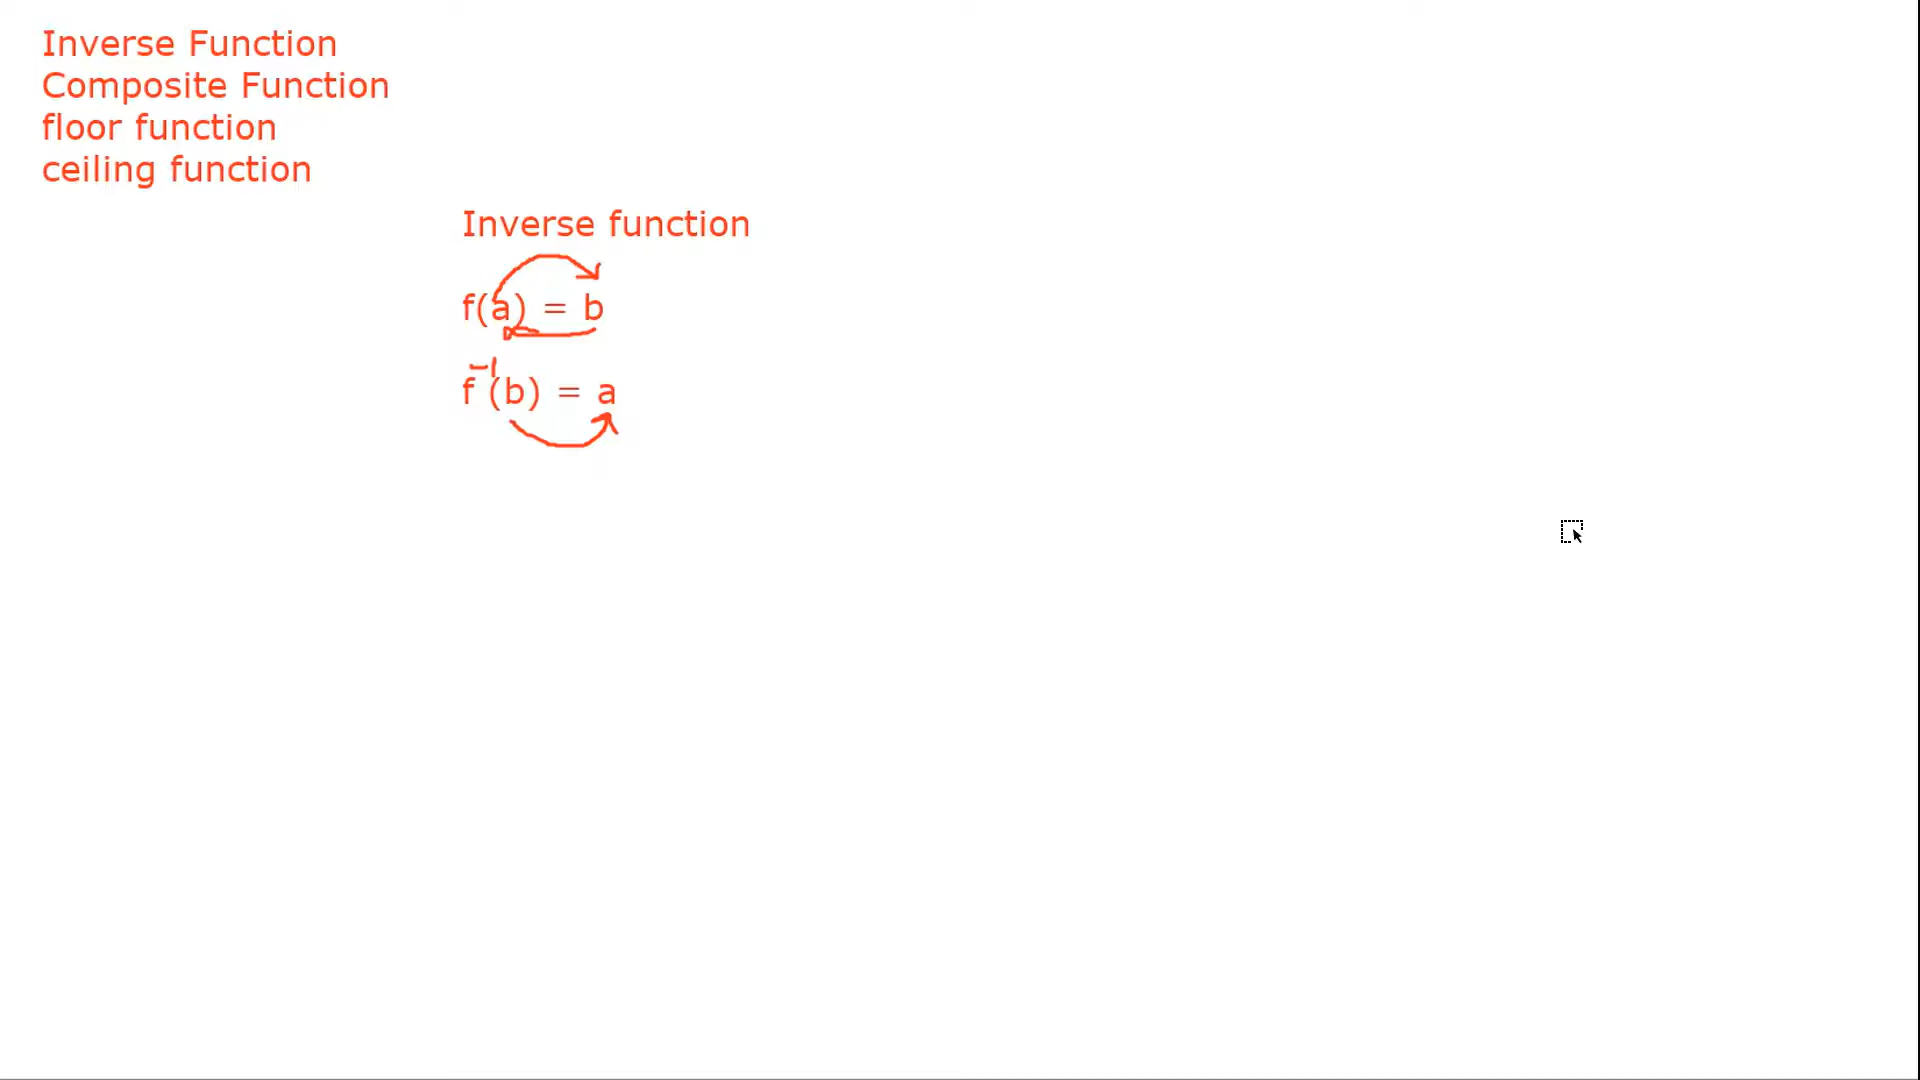 Inverse Function
Composite Function
floor function
ceiling function
Inverse function
f(a) = b
f⁻¹(b) = a